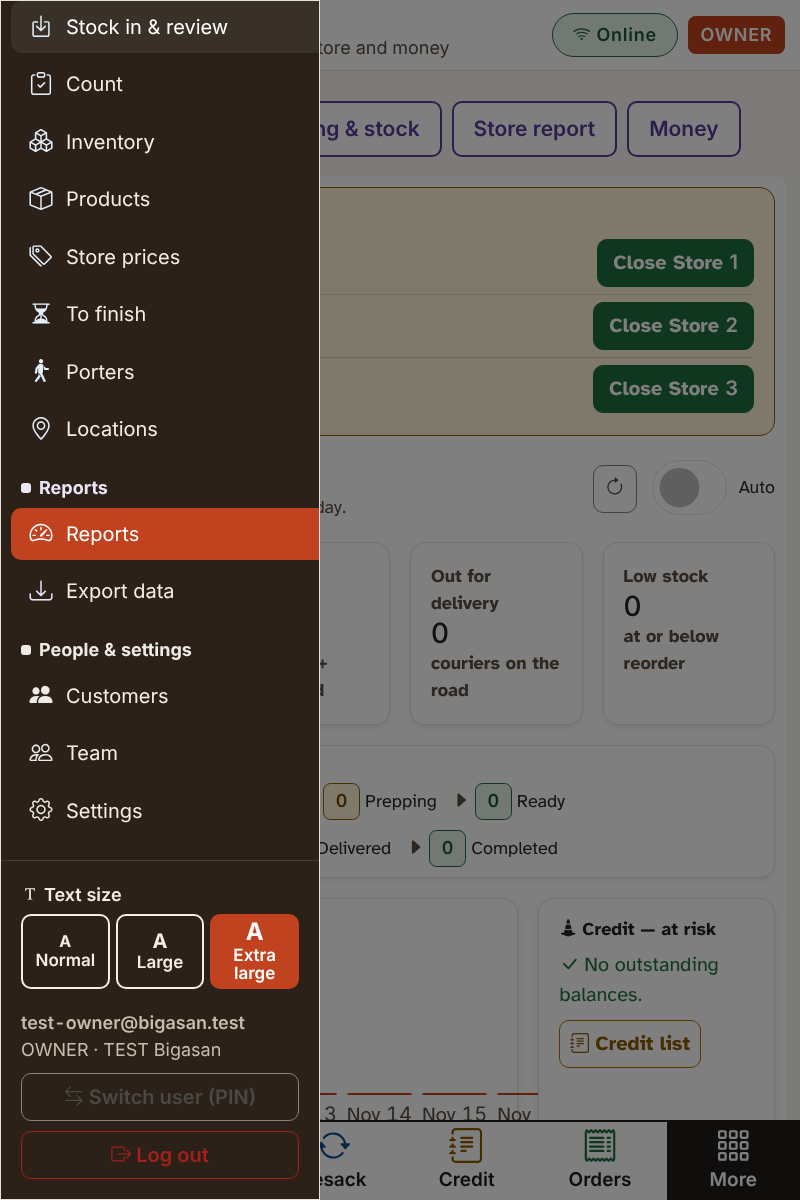 Stock in & review
Count
Inventory
Products
Store prices
To finish
Porters
Locations
Reports
Reports
Export data
People & settings
Customers
Team
Settings
Text size
A Normal
A Large
A Extra large
test-owner@bigasan.test
OWNER · TEST Bigasan
Switch user (PIN)
Log out
tore and money
Online
OWNER
ng & stock
Store report
Money
Close Store 1
Close Store 2
Close Store 3
day.
Auto
Out for
delivery
0
couriers on the
road
Low stock
0
at or below
reorder
0 Prepping
0 Ready
Delivered
0 Completed
3 Nov 14 Nov 15 Nov
Credit — at risk
No outstanding
balances.
Credit list
esack
Credit
Orders
More